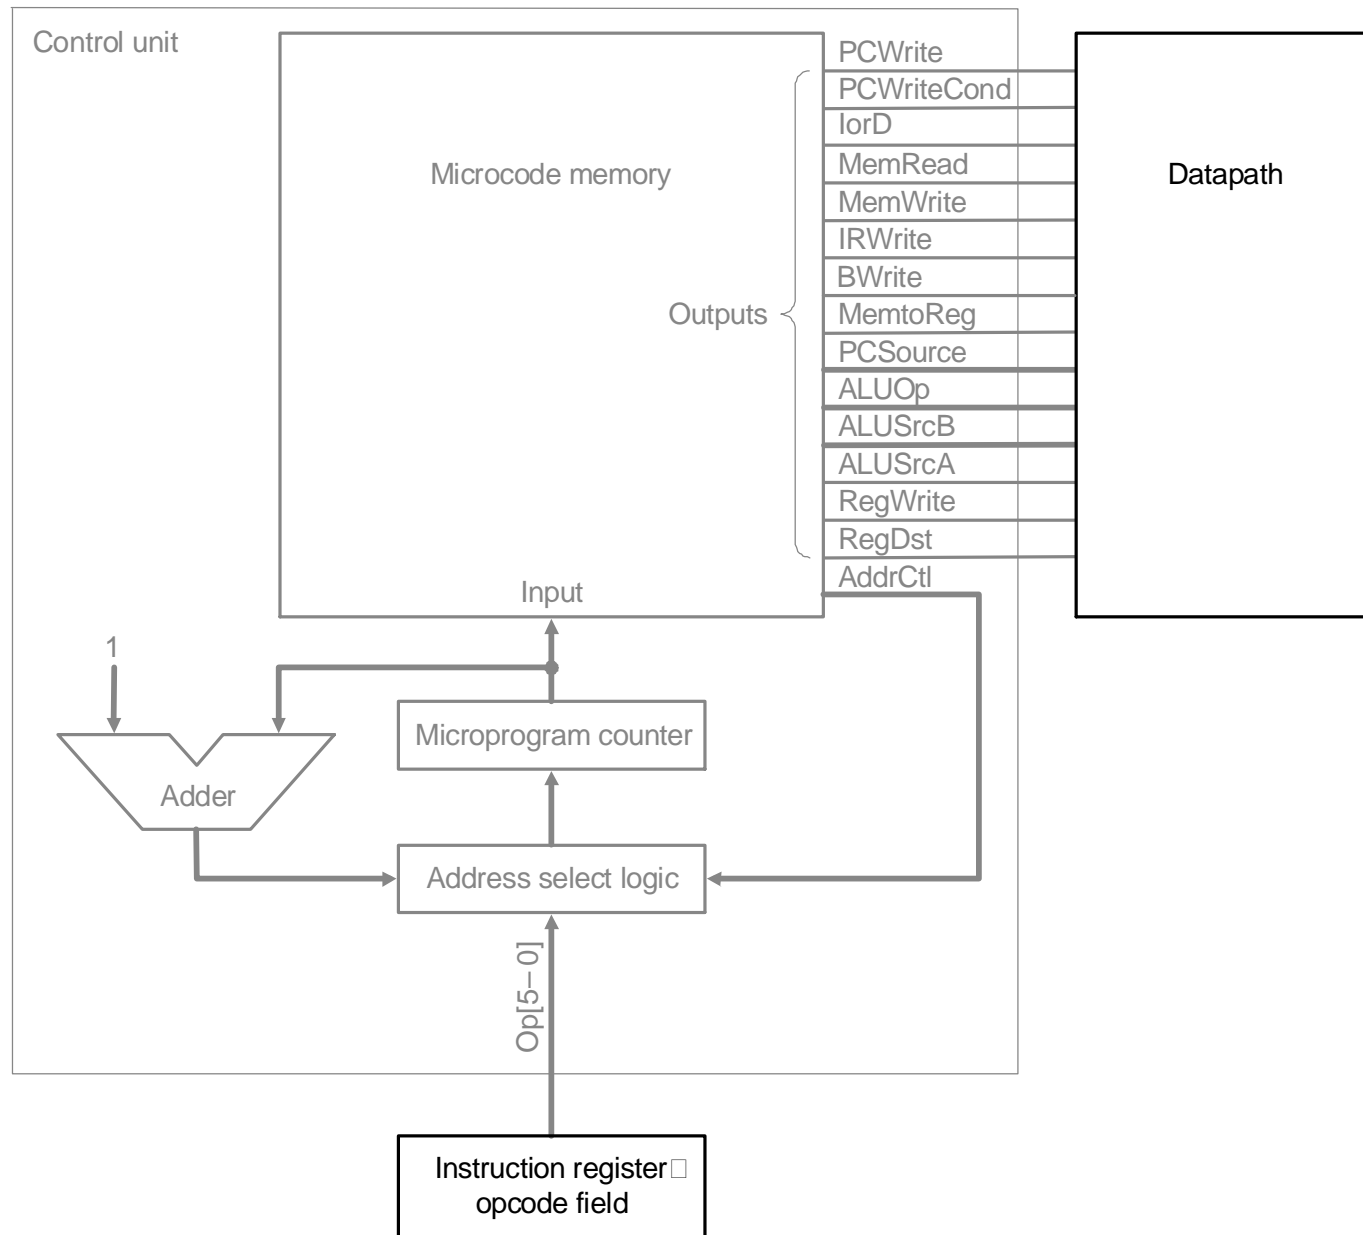 Control unit
PCWrite
PCWriteCond
IorD
Microcode memory
MemRead
Datapath
MemWrite
IRWrite
BWrite
Outputs
MemtoReg
PCSource
ALUOp
ALUSrcB
ALUSrcA
RegWrite
RegDst
AddrCtl
Input
1
Microprogram counter
Adder
Address select logic
Op[5–0]
Instruction register
opcode field